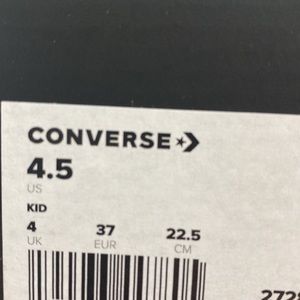 CONVERSE
4.5
US
KID
4 37 22.5
UK EUR CM